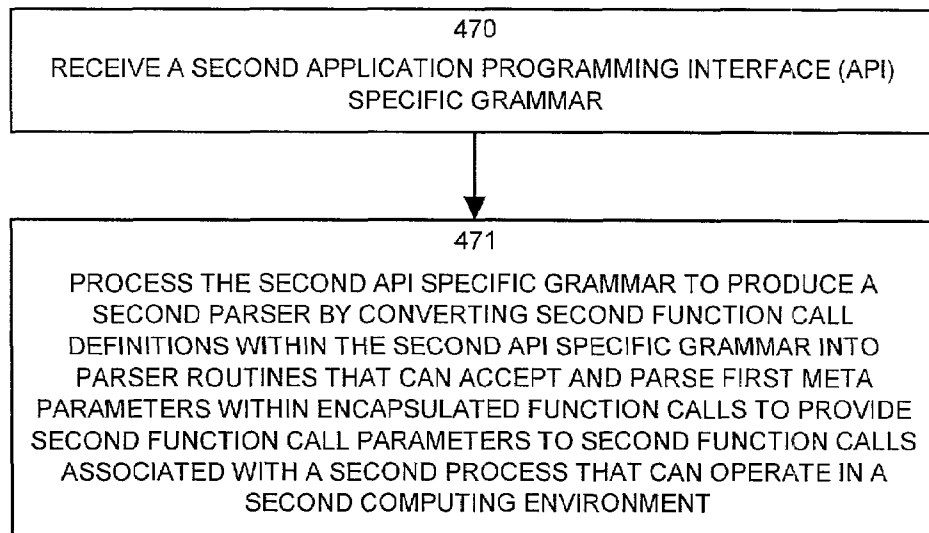 470
RECEIVE A SECOND APPLICATION PROGRAMMING INTERFACE (API)
SPECIFIC GRAMMAR
471
PROCESS THE SECOND API SPECIFIC GRAMMAR TO PRODUCE A
SECOND PARSER BY CONVERTING SECOND FUNCTION CALL
DEFINITIONS WITHIN THE SECOND API SPECIFIC GRAMMAR INTO
PARSER ROUTINES THAT CAN ACCEPT AND PARSE FIRST META
PARAMETERS WITHIN ENCAPSULATED FUNCTION CALLS TO PROVIDE
SECOND FUNCTION CALL PARAMETERS TO SECOND FUNCTION CALLS
ASSOCIATED WITH A SECOND PROCESS THAT CAN OPERATE IN A
SECOND COMPUTING ENVIRONMENT